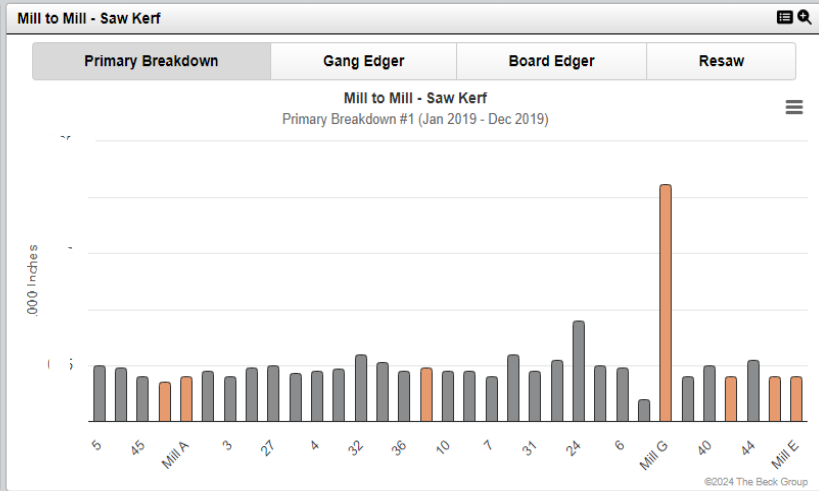 Mill to Mill - Saw Kerf
Primary Breakdown
Gang Edger
Board Edger
Resaw
Mill to Mill - Saw Kerf
Primary Breakdown #1 (Jan 2019 - Dec 2019)
.000 Inches
5
45
Mill A
3
27
4
32
36
10
7
31
24
6
Mill G
40
44
Mill E
©2024 The Beck Group